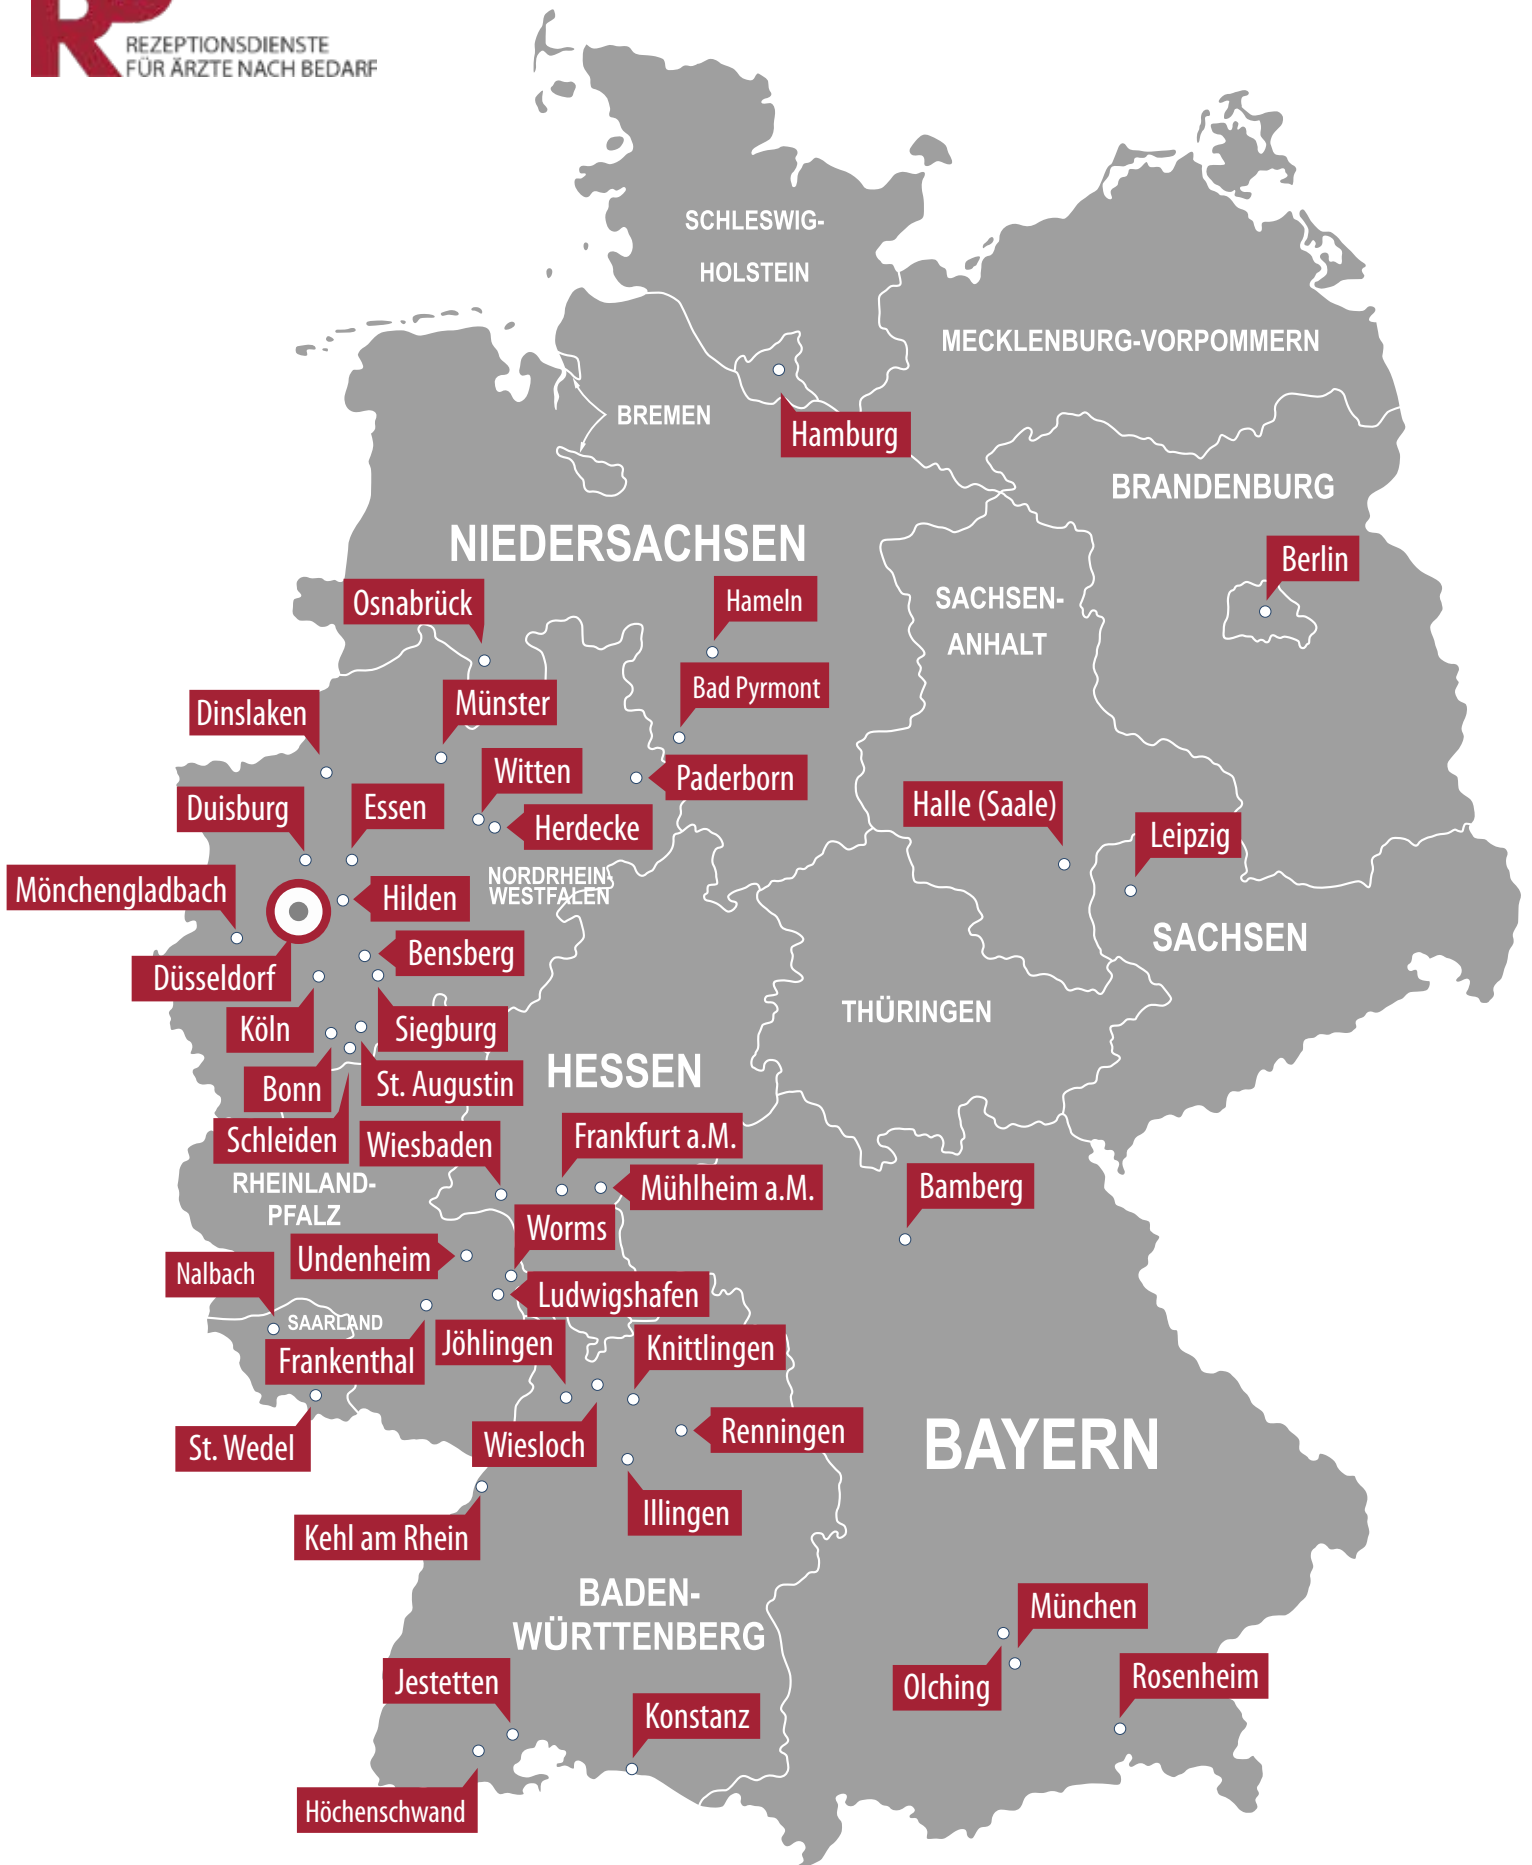 RP
REZEPTIONSDIENSTE
FÜR ÄRZTE NACH BEDARF
SCHLESWIG-
HOLSTEIN
MECKLENBURG-VORPOMMERN
BREMEN
Hamburg
BRANDENBURG
NIEDERSACHSEN
Berlin
Osnabrück
Hameln
SACHSEN-
ANHALT
Bad Pyrmont
Münster
Dinslaken
Witten
Paderborn
Duisburg
Essen
Herdecke
Halle (Saale)
Leipzig
NORDRHEIN-
WESTFALEN
Mönchengladbach
Hilden
SACHSEN
Bensberg
Düsseldorf
THÜRINGEN
Köln
Siegburg
HESSEN
Bonn
St. Augustin
Schleiden
Wiesbaden
Frankfurt a.M.
Mühlheim a.M.
Bamberg
RHEINLAND-
PFALZ
Worms
Undenheim
Nalbach
Ludwigshafen
SAARLAND
Jöhlingen
Knittlingen
Frankenthal
Renningen
St. Wedel
Wiesloch
BAYERN
Illingen
Kehl am Rhein
BADEN-
WÜRTTENBERG
München
Jestetten
Olching
Rosenheim
Konstanz
Höchenschwand